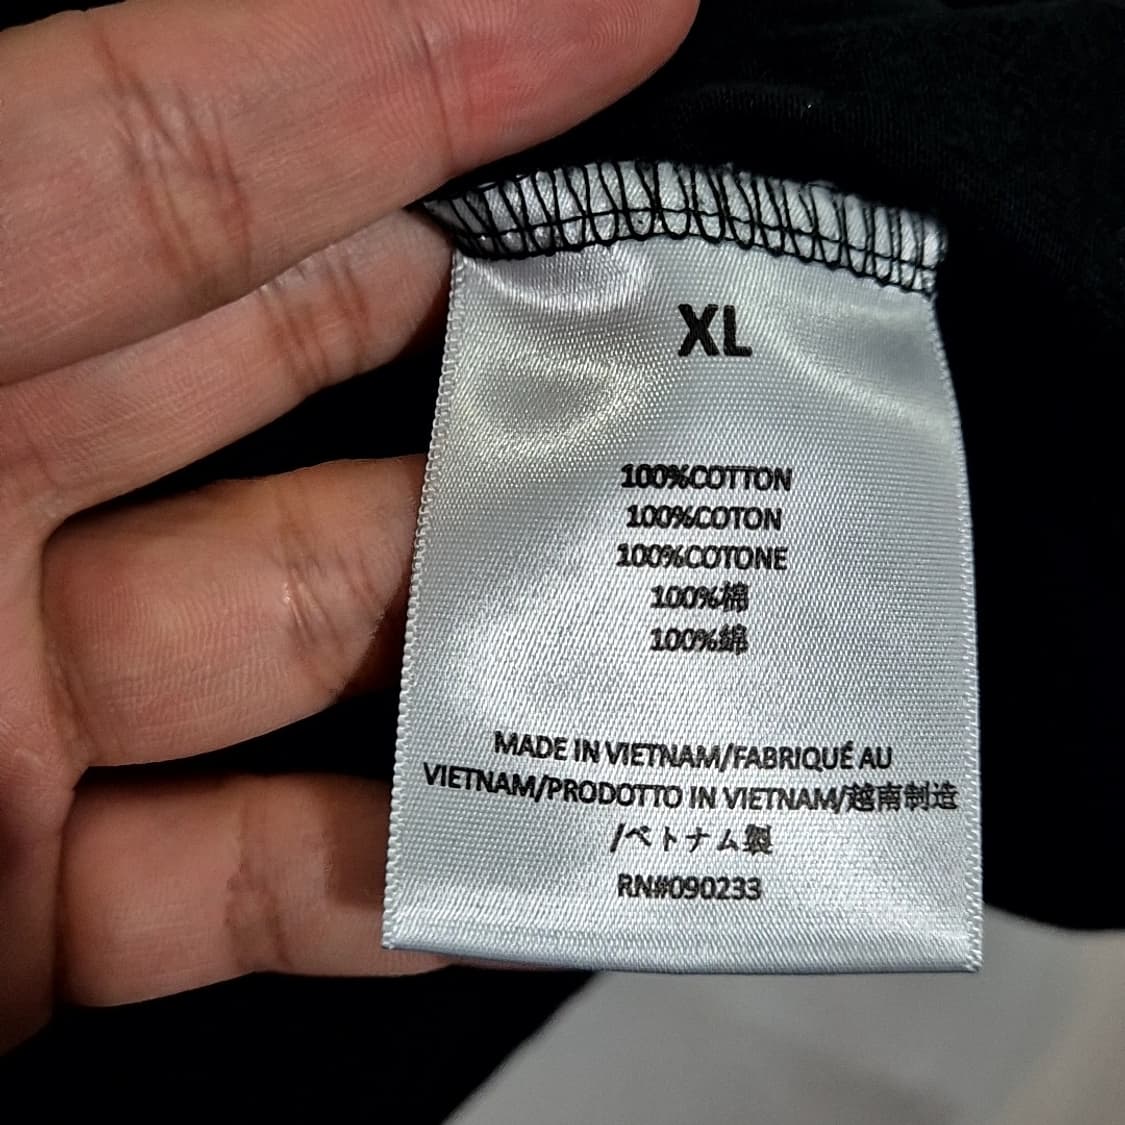 XL
100%COTTON
100%COTON
100%COTONE
100%棉
100%綿
MADE IN VIETNAM/FABRIQUÉ AU
VIETNAM/PRODOTTO IN VIETNAM/越南制造
/ベトナム製
RN#090233